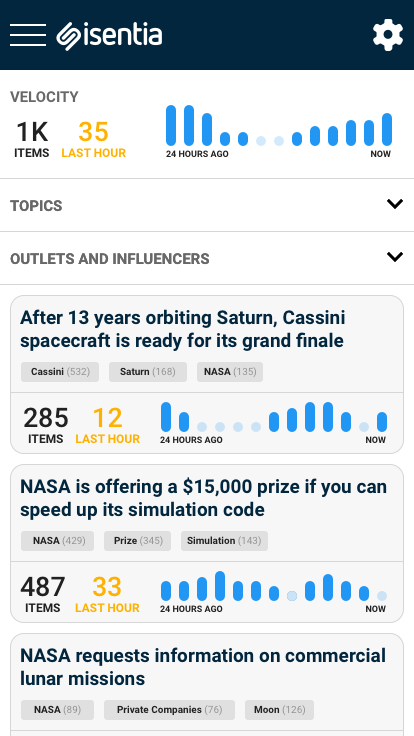 isentia
VELOCITY
1K 35
ITEMS LAST HOUR
24 HOURS AGO NOW
TOPICS
OUTLETS AND INFLUENCERS
After 13 years orbiting Saturn, Cassini
spacecraft is ready for its grand finale
Cassini (532) Saturn (168) NASA (135)
285 12
ITEMS LAST HOUR
24 HOURS AGO NOW
NASA is offering a $15,000 prize if you can
speed up its simulation code
NASA (429) Prize (345) Simulation (143)
487 33
ITEMS LAST HOUR
24 HOURS AGO NOW
NASA requests information on commercial
lunar missions
NASA (89) Private Companies (76) Moon (126)